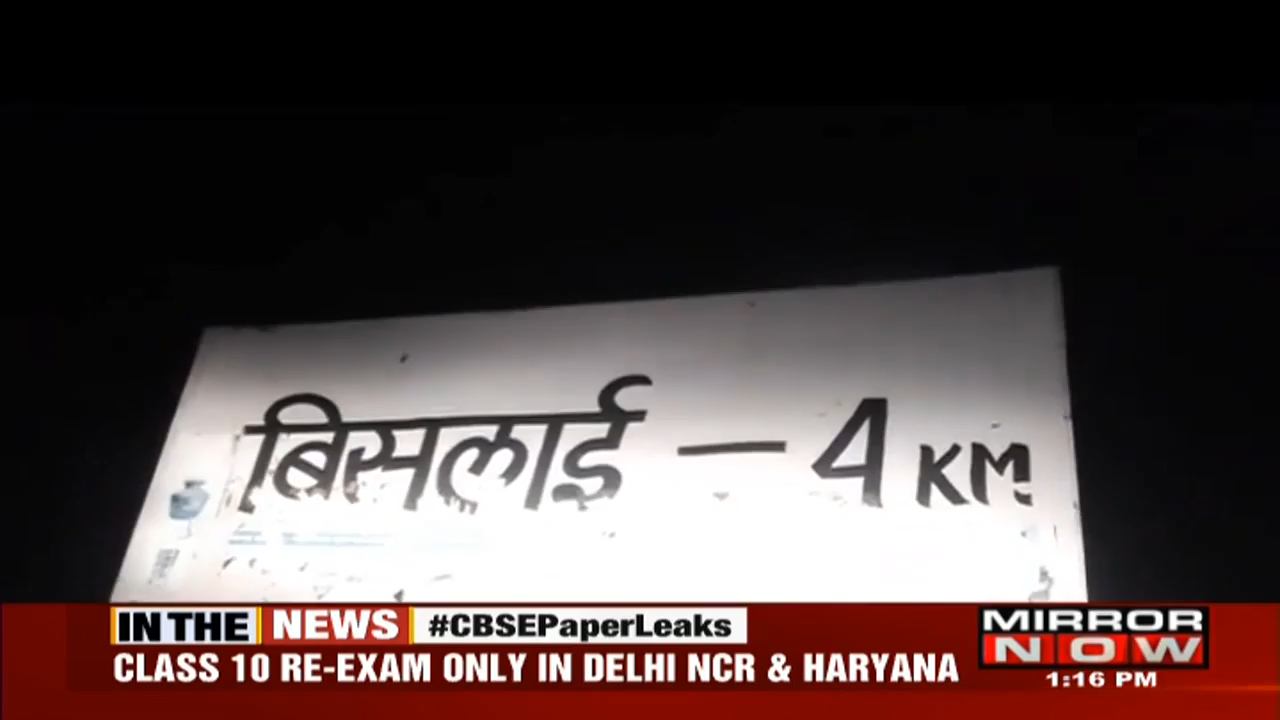 बिसलाई — 4 KM
IN THE NEWS #CBSEPaperLeaks
CLASS 10 RE-EXAM ONLY IN DELHI NCR & HARYANA
MIRROR
NOW
1:16 PM